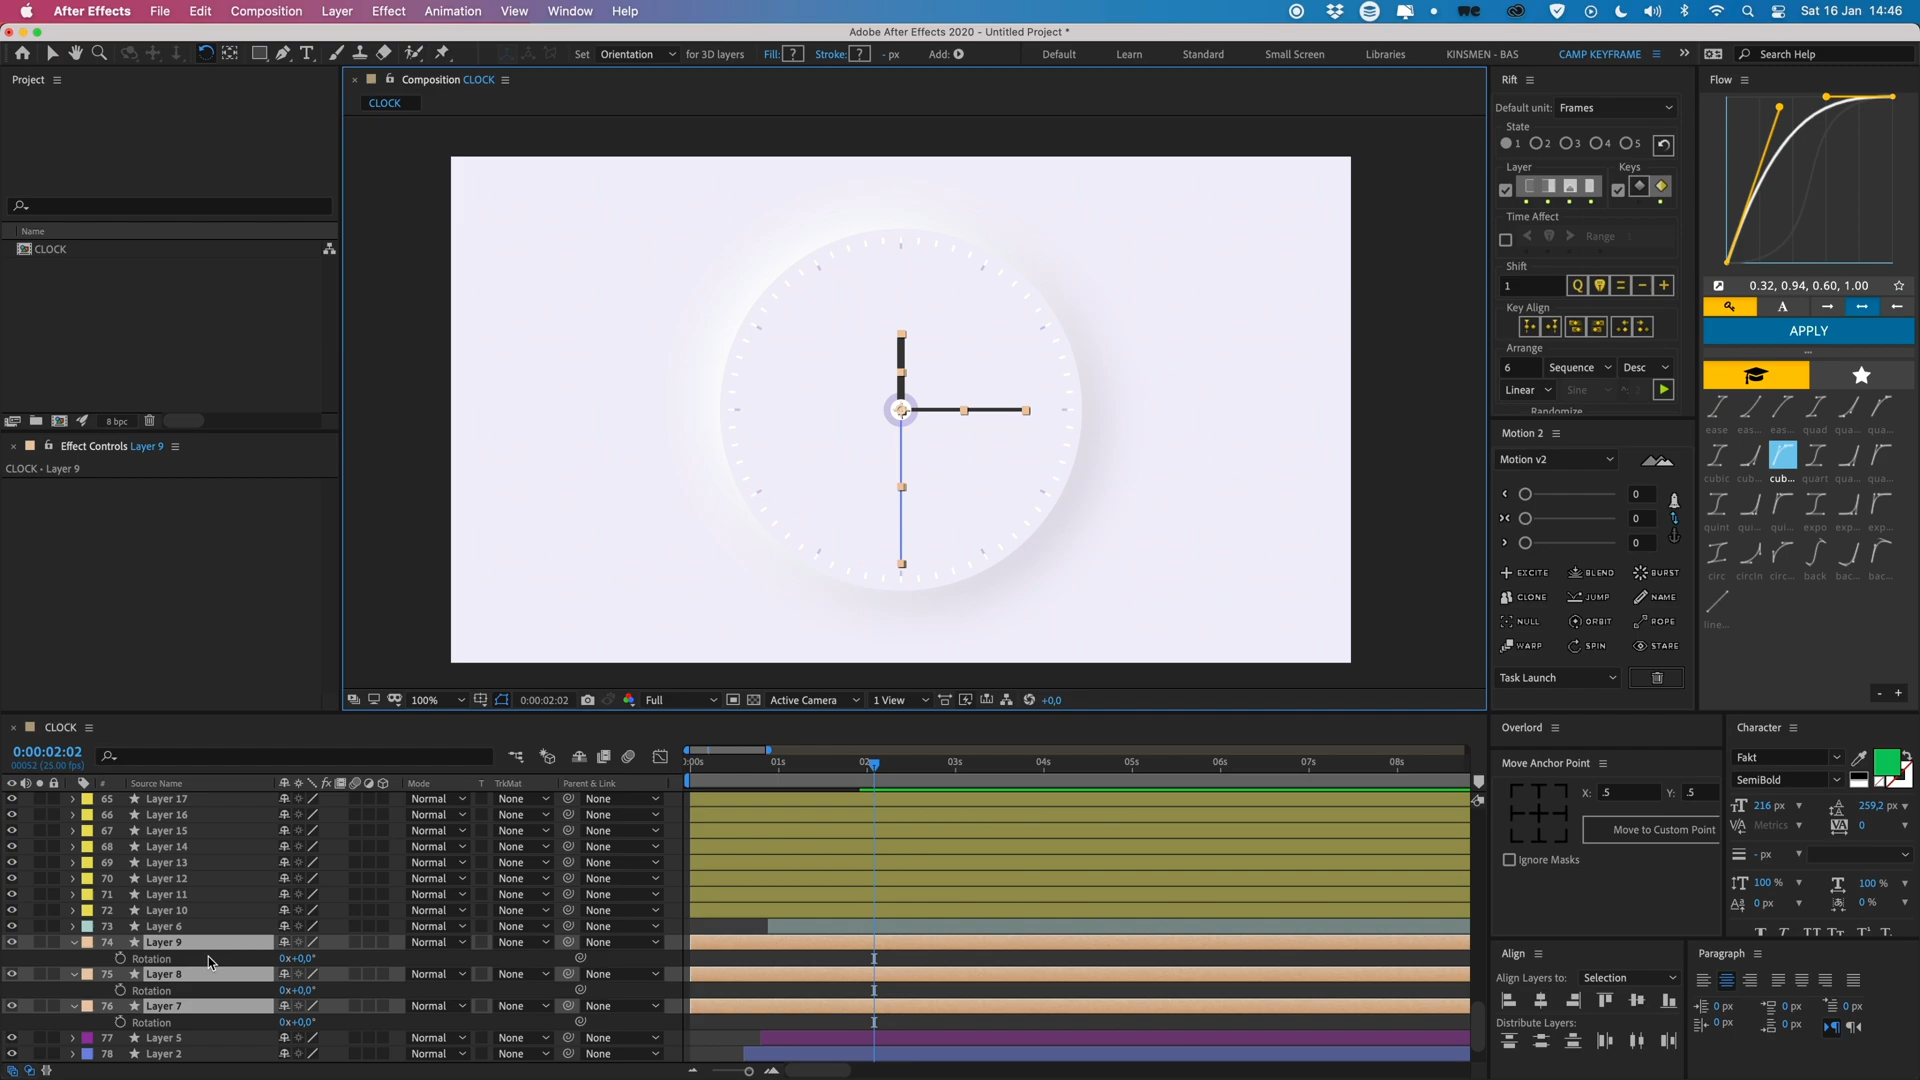 After Effects File Edit Composition Layer Effect Animation View Window Help
Sat 16 Jan 14:46
Adobe After Effects 2020 - Untitled Project *
Set Orientation for 3D layers Fill: ? Stroke: ? - px Add: Default Learn Standard Small Screen Libraries KINSMEN - BAS CAMP KEYFRAME Search Help
Project
Name
CLOCK
8 bpc
Effect Controls Layer 9
CLOCK • Layer 9
Composition CLOCK
CLOCK
100% 0:00:02:02 Full Active Camera 1 View +0,0
Rift
Default unit: Frames
State
1 2 3 4 5
Layer Keys
Time Affect
Range
Shift
1
Key Align
Arrange
6 Sequence Desc
Linear Sine
Randomize
Motion 2
Motion v2
0
0
0
EXCITE BLEND BURST
CLONE JUMP NAME
NULL ORBIT ROPE
WARP SPIN STARE
Task Launch
Flow
0.32, 0.94, 0.60, 1.00
A
APPLY
ease eas... eas... quad qua... qua...
cubic cub... cub... quart qua... qua...
quint qui... qui... expo exp... exp...
circ circIn circ... back bac... bac...
line...
CLOCK
0:00:02:02
00052 (25.00 fps)
# Source Name Mode T TrkMat Parent & Link
):00s 01s 02s 03s 04s 05s 06s 07s 08s
65 Layer 17 Normal None None
66 Layer 16 Normal None None
67 Layer 15 Normal None None
68 Layer 14 Normal None None
69 Layer 13 Normal None None
70 Layer 12 Normal None None
71 Layer 11 Normal None None
72 Layer 10 Normal None None
73 Layer 6 Normal None None
74 Layer 9 Normal None None
Rotation 0x+0,0°
75 Layer 8 Normal None None
Rotation 0x+0,0°
76 Layer 7 Normal None None
Rotation 0x+0,0°
77 Layer 5 Normal None None
78 Layer 2 Normal None None
Overlord
Move Anchor Point
X: .5 Y: .5
Move to Custom Point
Ignore Masks
Character
Fakt
SemiBold
216 px 259,2 px
Metrics 0
- px
100 % 100 %
0 px 0 %
Align
Align Layers to: Selection
Distribute Layers:
Paragraph
0 px 0 px 0 px
0 px 0 px